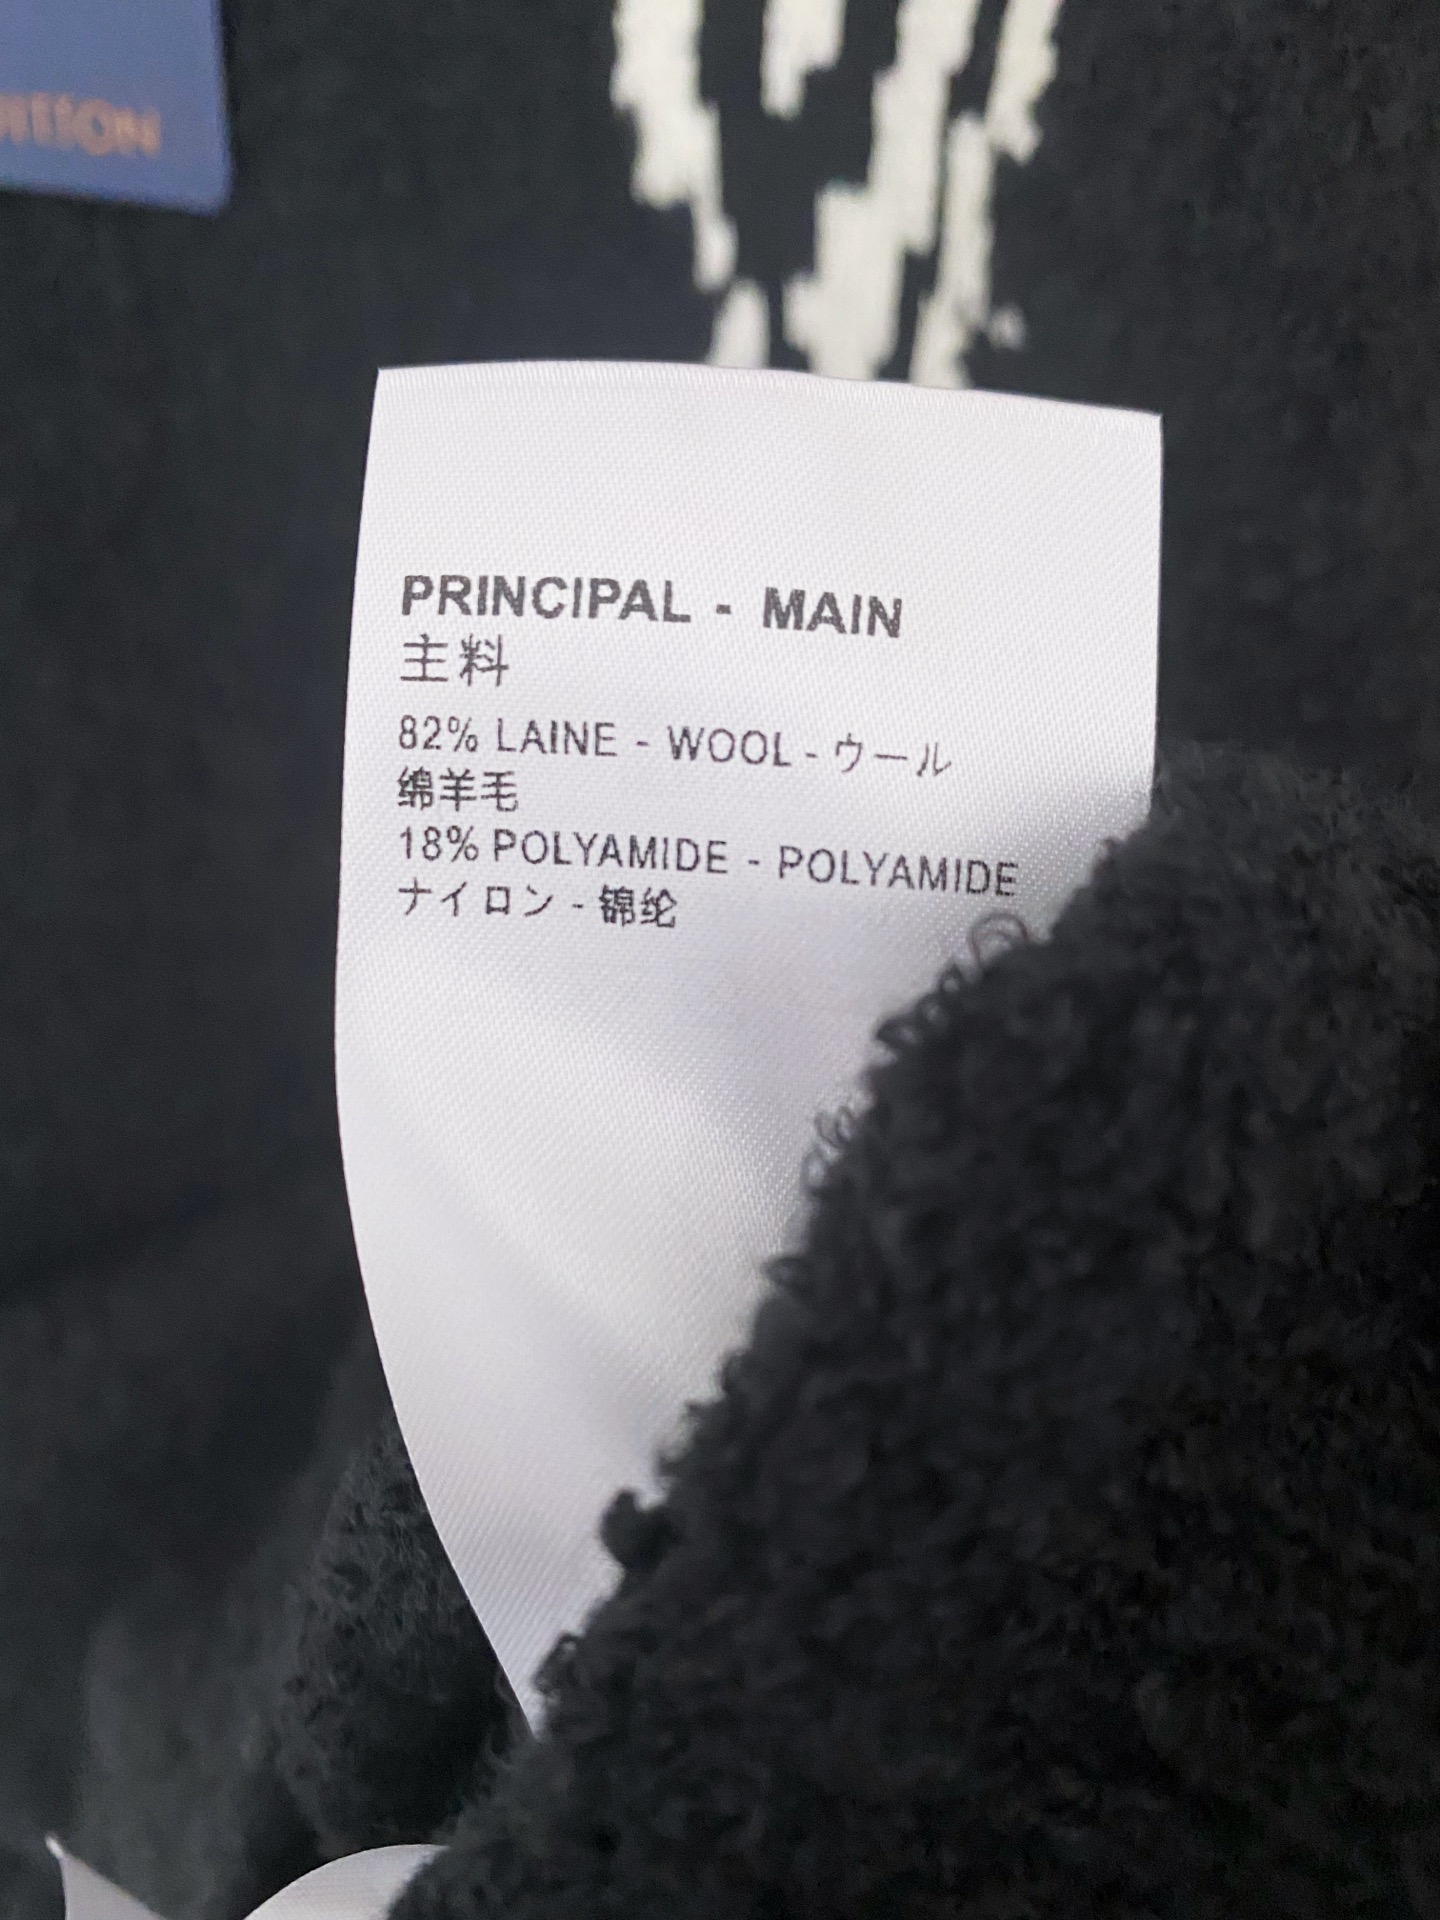 PRINCIPAL - MAIN
主料
82% LAINE - WOOL - ウール
绵羊毛
18% POLYAMIDE - POLYAMIDE
ナイロン - 锦纶